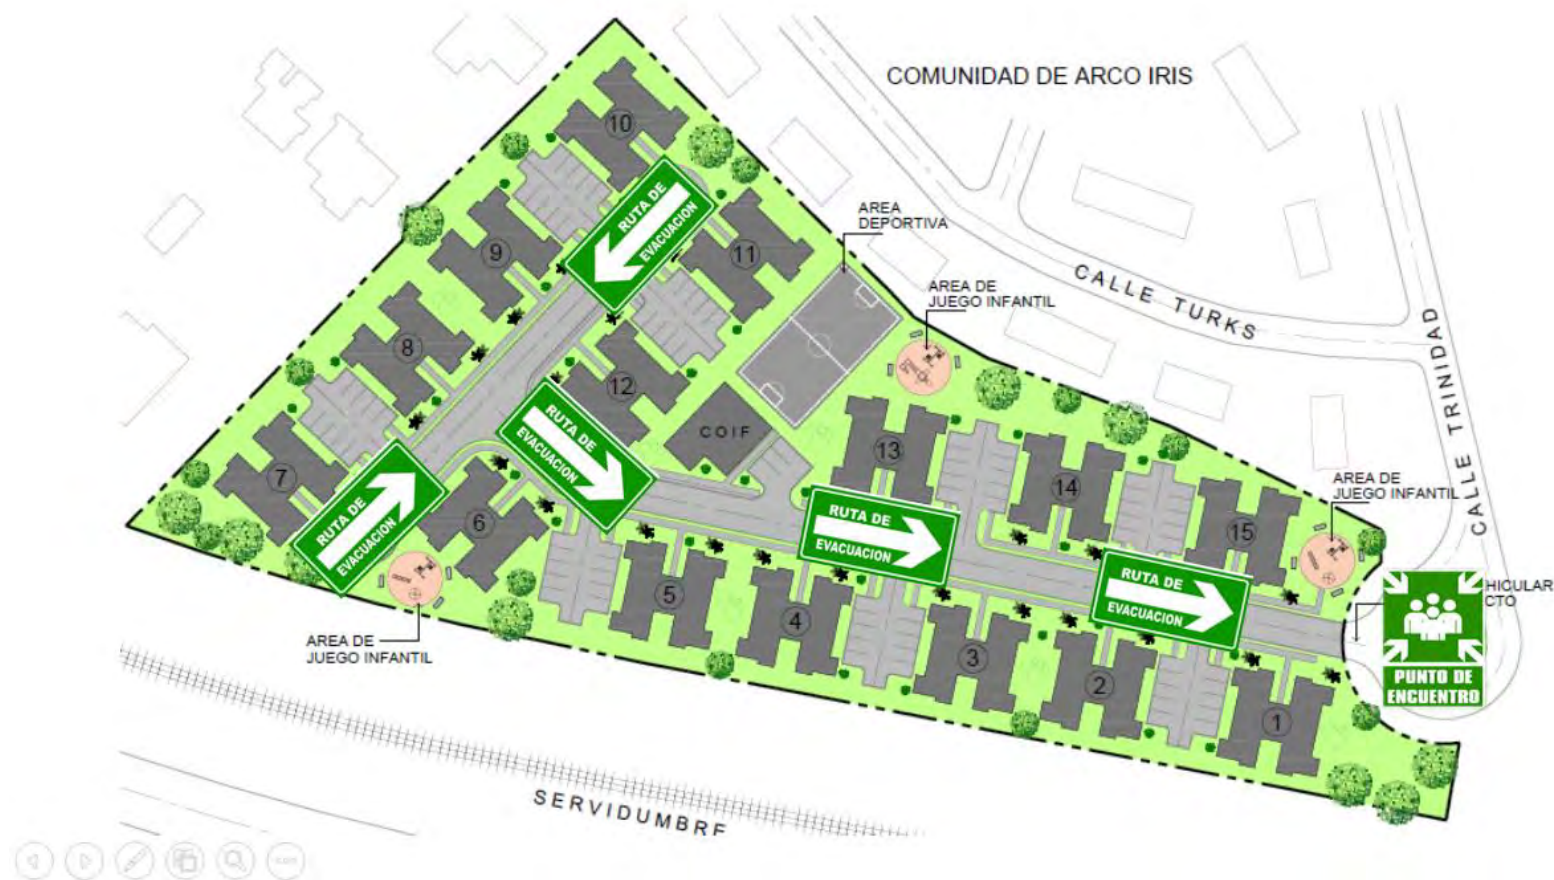 COMUNIDAD DE ARCO IRIS
10
RUTA DE
EVACUACION
9
11
AREA
DEPORTIVA
AREA DE
JUEGO INFANTIL
CALLE TURKS
CALLE TRINIDAD
8
12
COIF
RUTA DE
EVACUACION
7
RUTA DE
EVACUACION
6
13
14
15
AREA DE
JUEGO INFANTIL
RUTA DE
EVACUACION
RUTA DE
EVACUACION
HICULAR
CTO
PUNTO DE
ENCUENTRO
5
4
3
2
1
AREA DE
JUEGO INFANTIL
SERVIDUMBRE